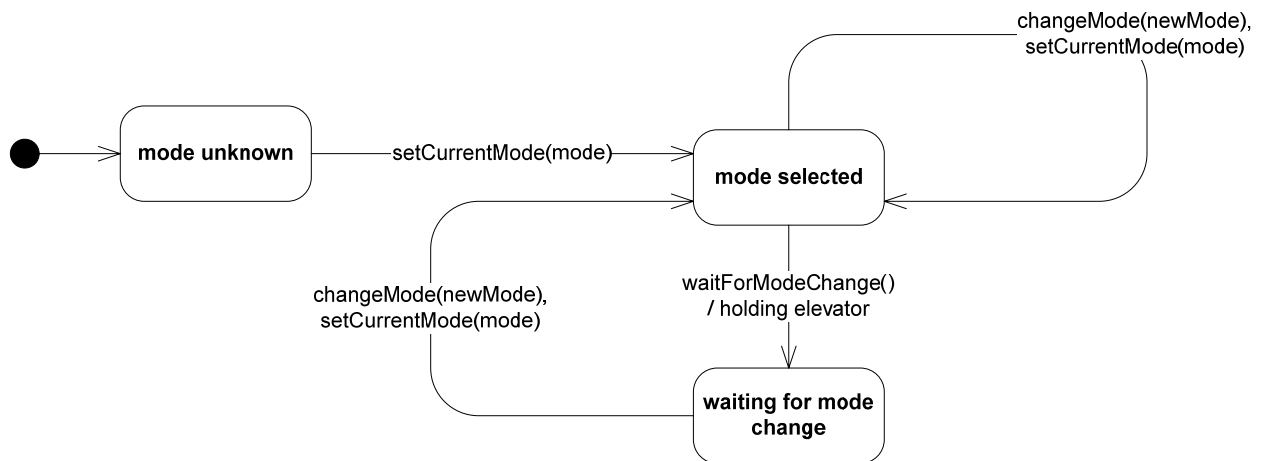 changeMode(newMode),
setCurrentMode(mode)
mode unknown
setCurrentMode(mode)
mode selected
changeMode(newMode),
setCurrentMode(mode)
waitForModeChange()
/ holding elevator
waiting for mode
change